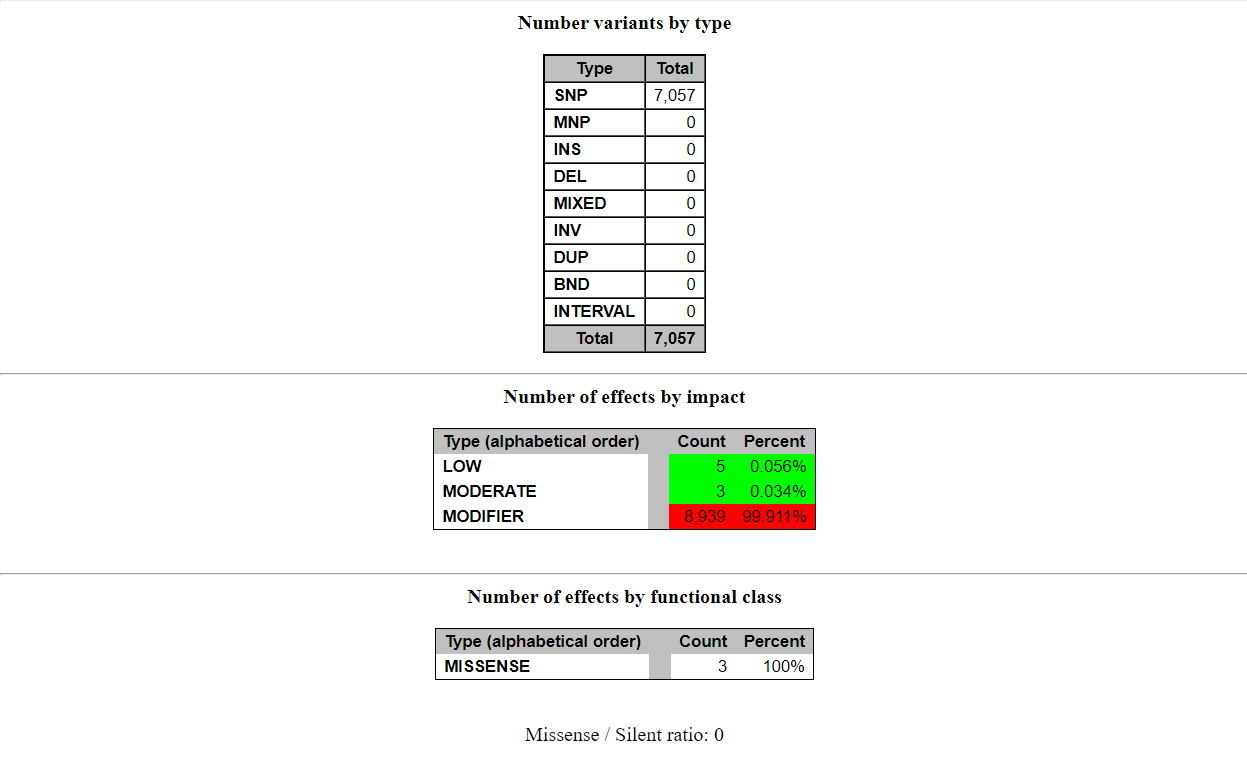 Number variants by type
Type Total
SNP 7,057
MNP 0
INS 0
DEL 0
MIXED 0
INV 0
DUP 0
BND 0
INTERVAL 0
Total 7,057
Number of effects by impact
Type (alphabetical order) Count Percent
LOW 5 0.056%
MODERATE 3 0.034%
MODIFIER 8,939 99.911%
Number of effects by functional class
Type (alphabetical order) Count Percent
MISSENSE 3 100%
Missense / Silent ratio: 0